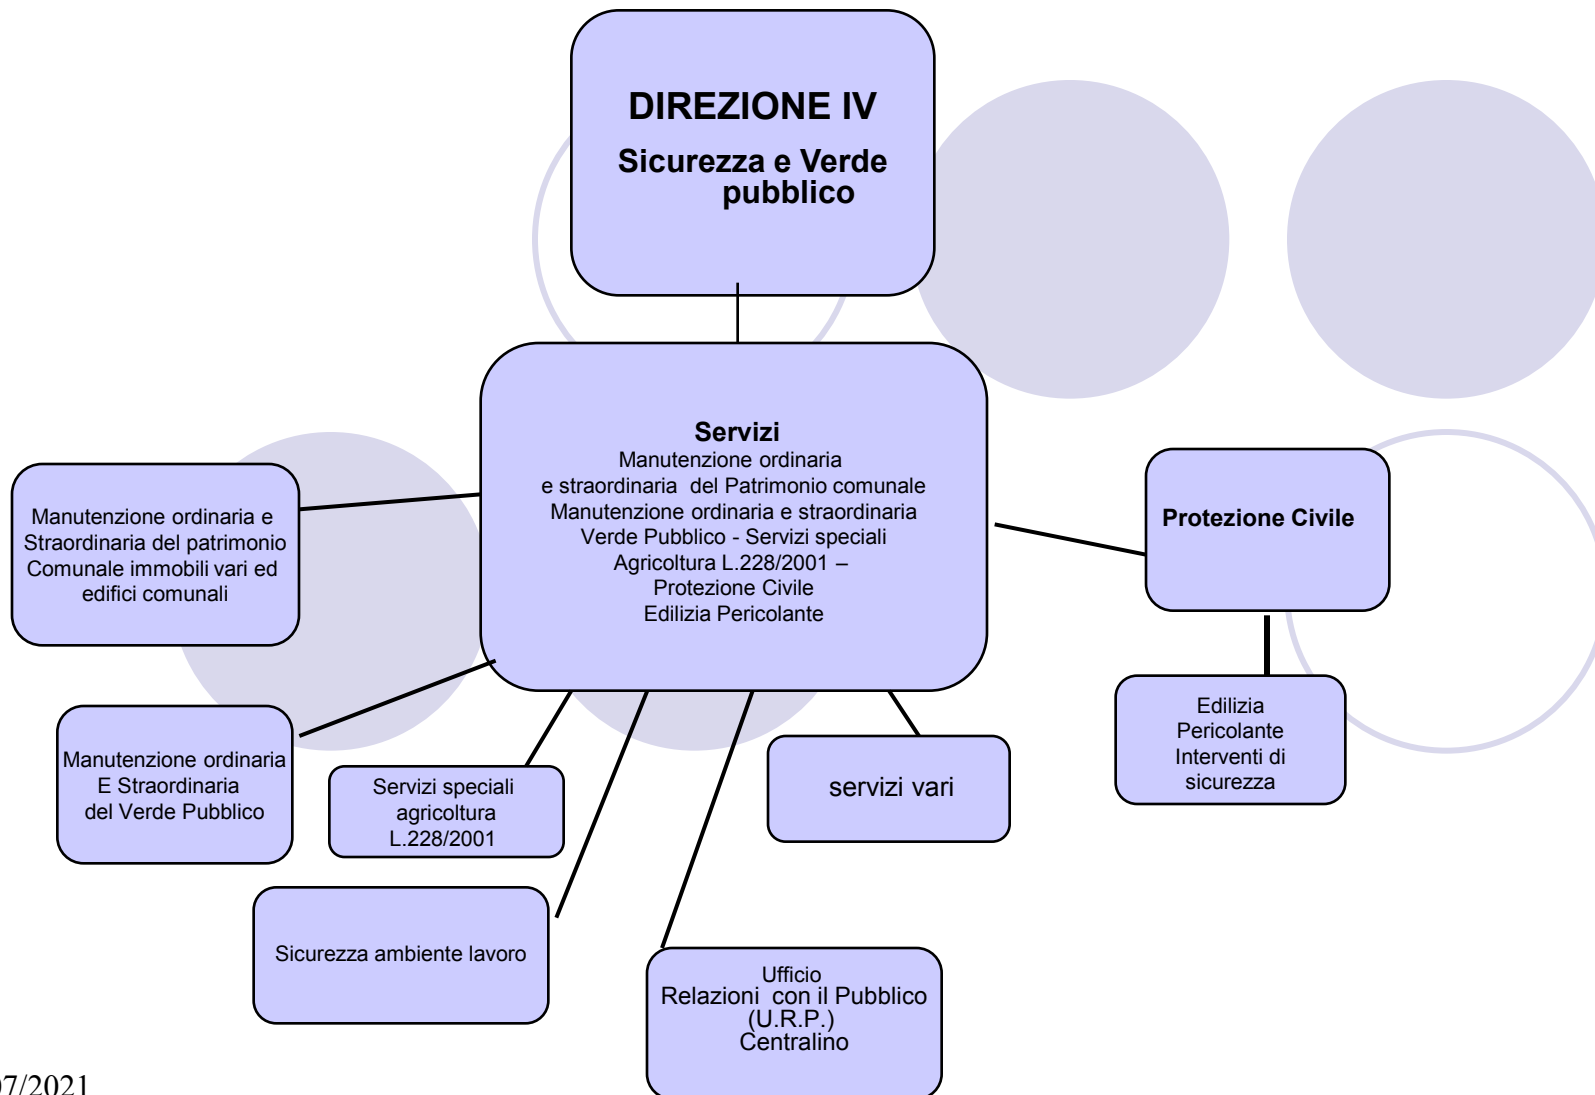 DIREZIONE IV
Sicurezza e Verde
pubblico
Servizi
Manutenzione ordinaria
e straordinaria del Patrimonio comunale
Manutenzione ordinaria e straordinaria
Verde Pubblico - Servizi speciali
Agricoltura L.228/2001 –
Protezione Civile
Edilizia Pericolante
Manutenzione ordinaria e
Straordinaria del patrimonio
Comunale immobili vari ed
edifici comunali
Protezione Civile
Edilizia
Pericolante
Interventi di
sicurezza
Manutenzione ordinaria
E Straordinaria
del Verde Pubblico
Servizi speciali
agricoltura
L.228/2001
servizi vari
Sicurezza ambiente lavoro
Ufficio
Relazioni con il Pubblico
(U.R.P.)
Centralino
07/2021